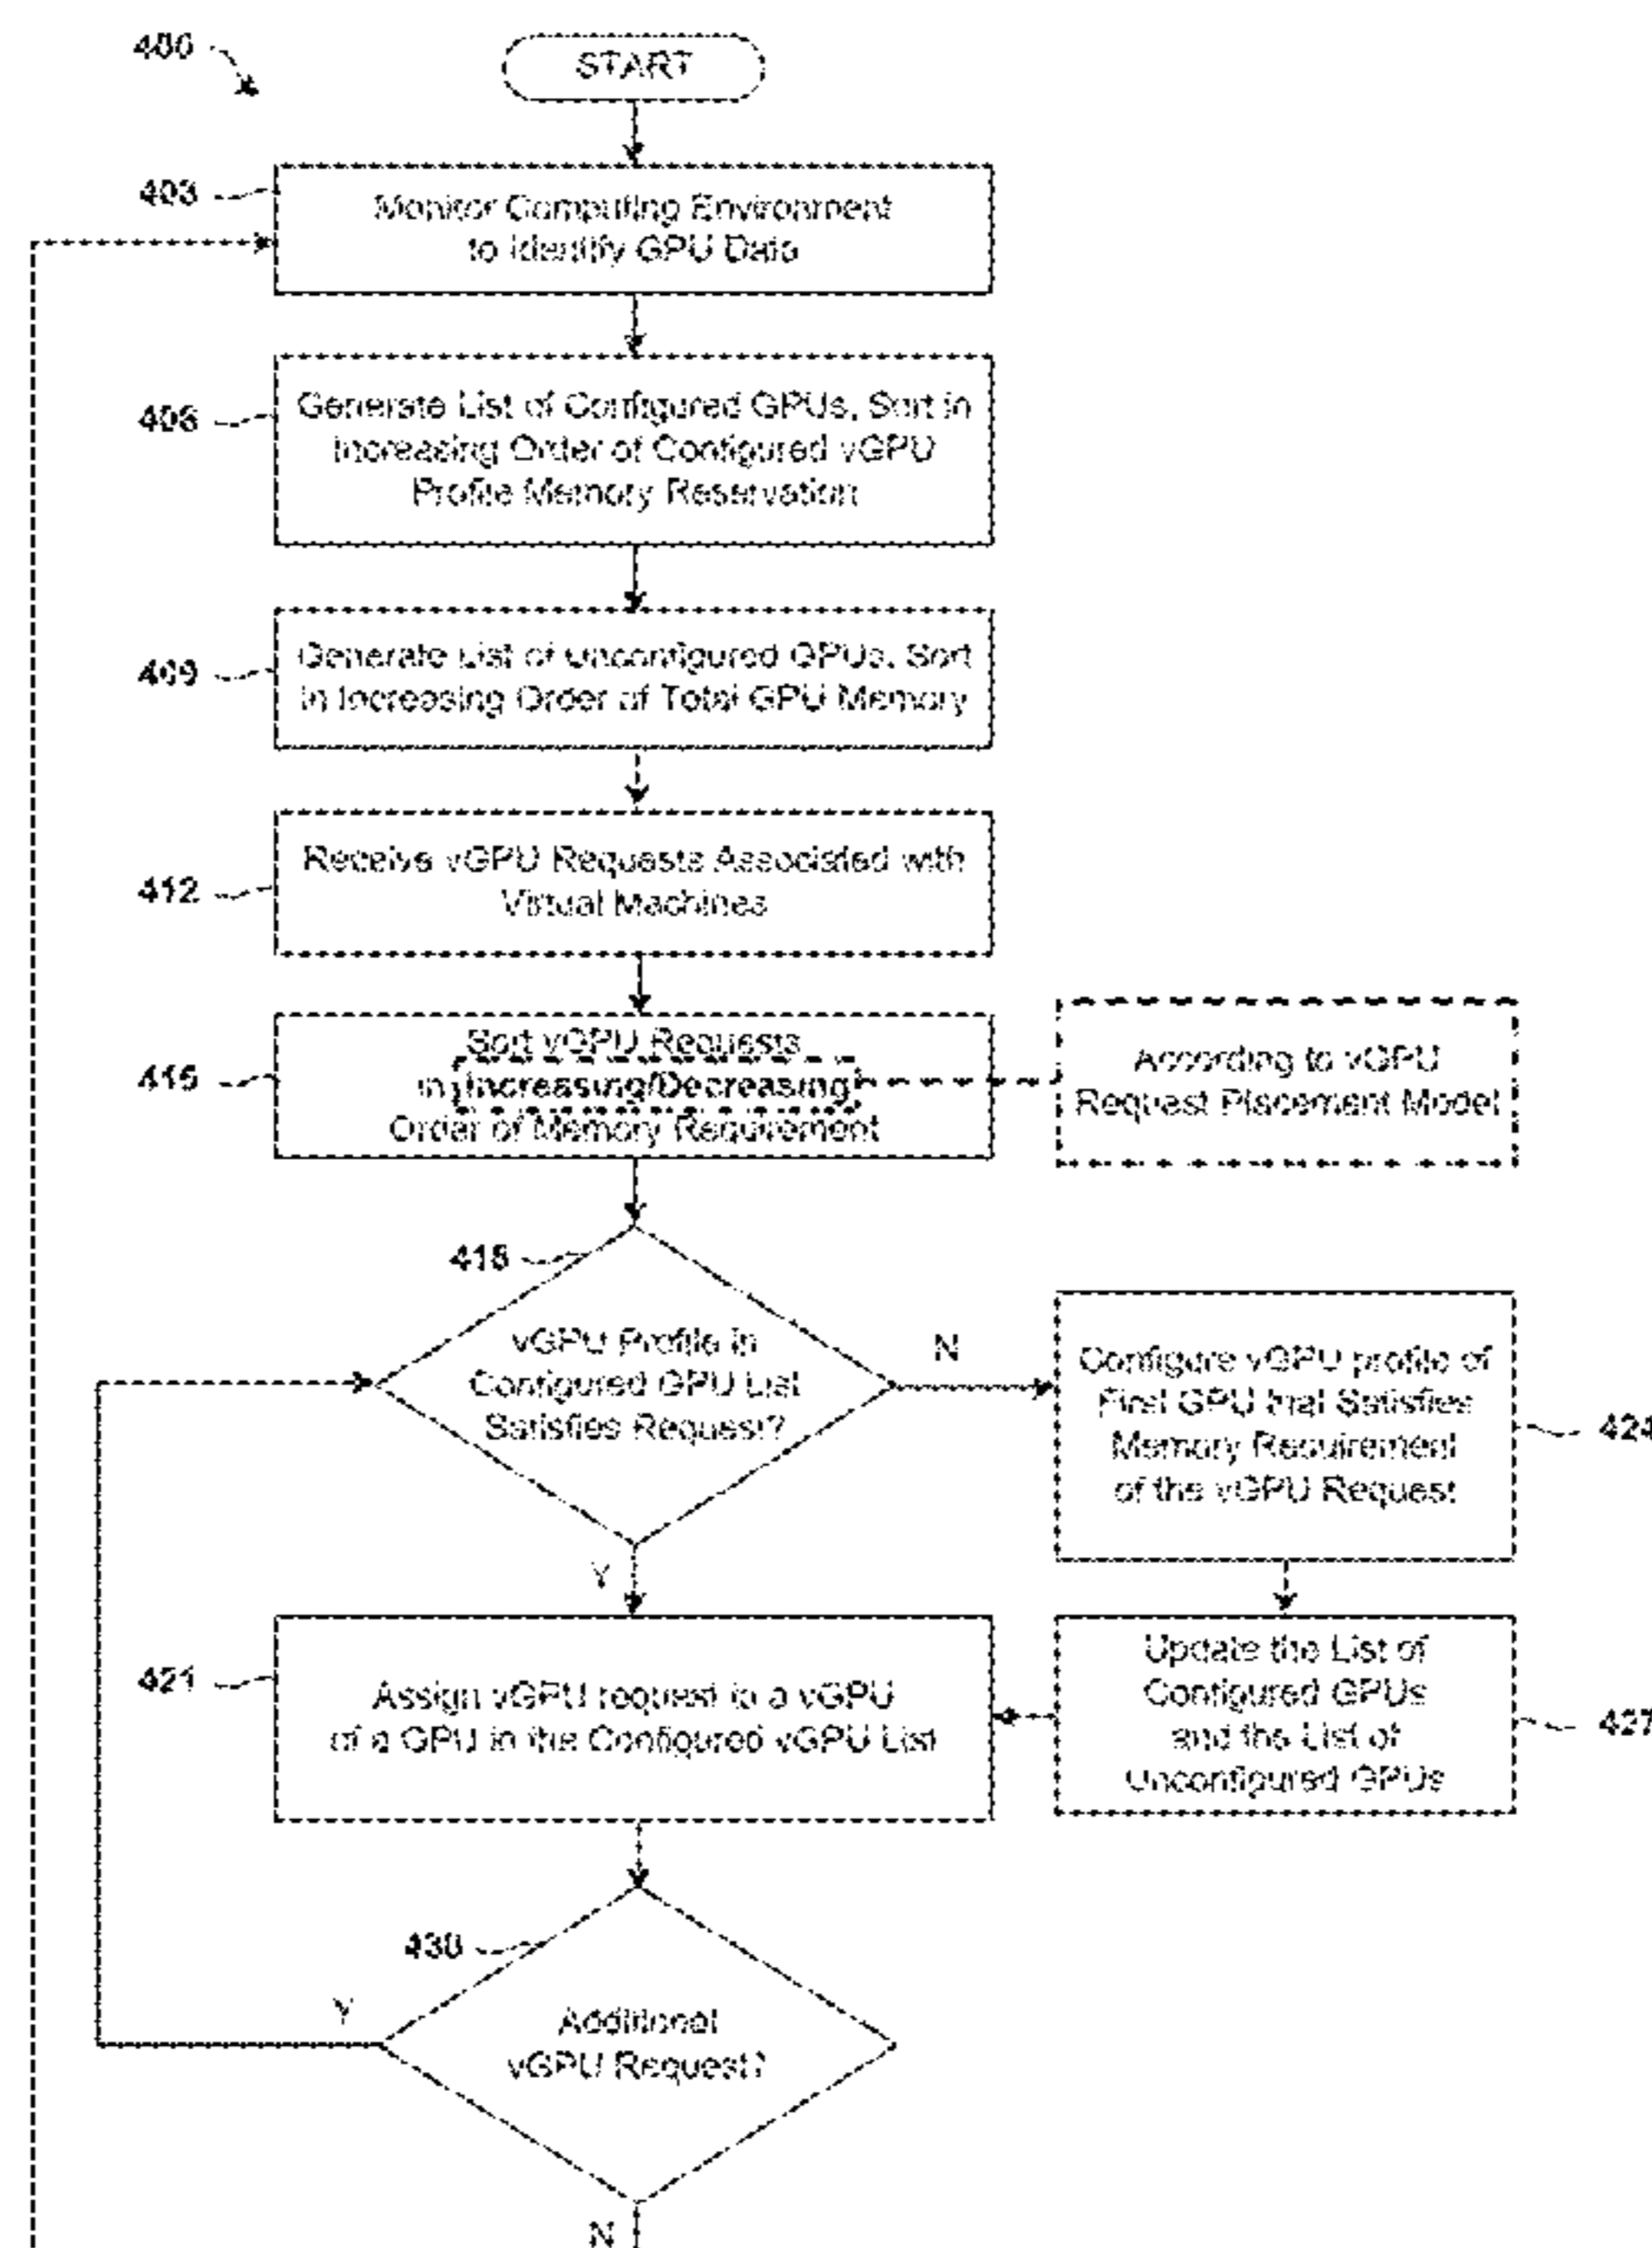 400
START
403
Monitor Computing Environment
to Identify GPU Data
406
Generate List of Configured GPUs, Sort in
Increasing Order of Configured vGPU
Profile Memory Reservation
409
Generate List of Unconfigured GPUs, Sort
in Increasing Order of Total GPU Memory
412
Receive vGPU Requests Associated with
Virtual Machines
415
Sort vGPU Requests
in Increasing/Decreasing
Order of Memory Requirement
According to vGPU
Request Placement Model
418
vGPU Profile in
Configured GPU List
Satisfies Request?
N
Y
Configure vGPU profile of
First GPU that Satisfies
Memory Requirement
of the vGPU Request
424
421
Assign vGPU request to a vGPU
of a GPU in the Configured vGPU List
Update the List of
Configured GPUs
and the List of
Unconfigured GPUs
427
430
Additional
vGPU Request?
Y
N